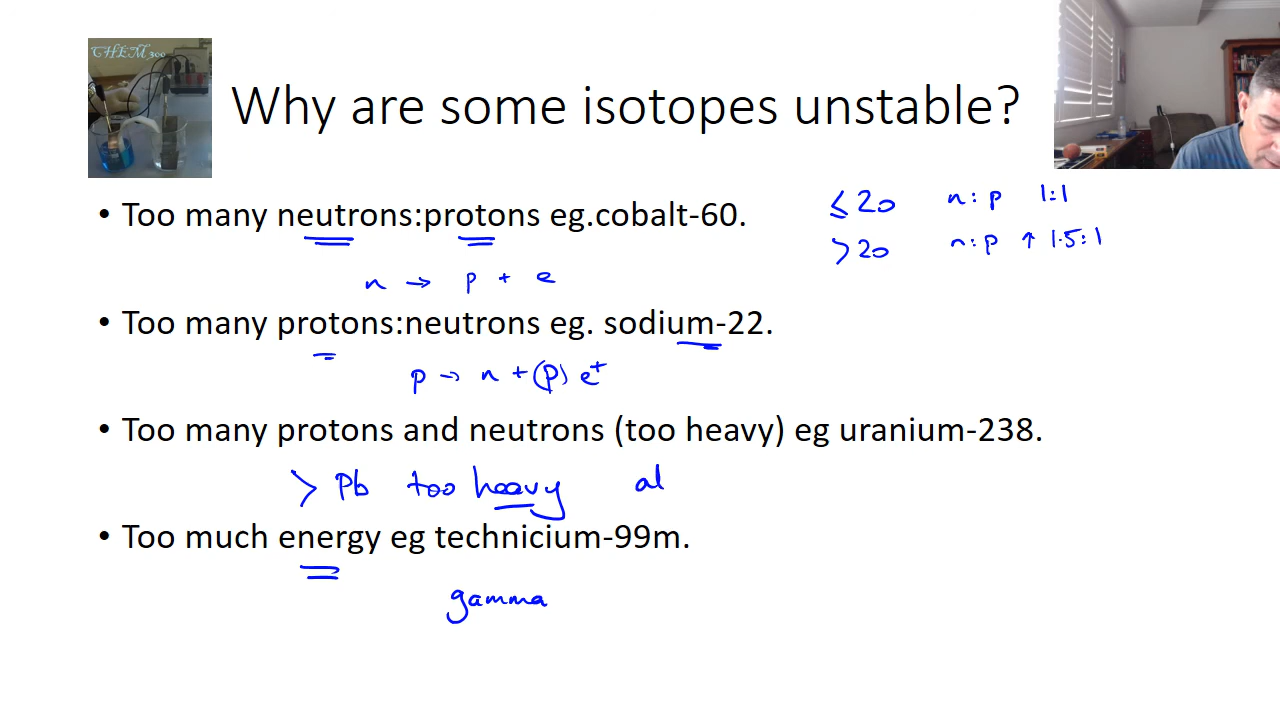 CHEM300
Why are some isotopes unstable?
• Too many neutrons:protons eg.cobalt-60.
≤ 20 n:p 1:1
> 20 n:p ↑ 1.5:1
n → p + e
• Too many protons:neutrons eg. sodium-22.
p → n + (p) e⁺
• Too many protons and neutrons (too heavy) eg uranium-238.
> Pb too heavy al
• Too much energy eg technicium-99m.
gamma